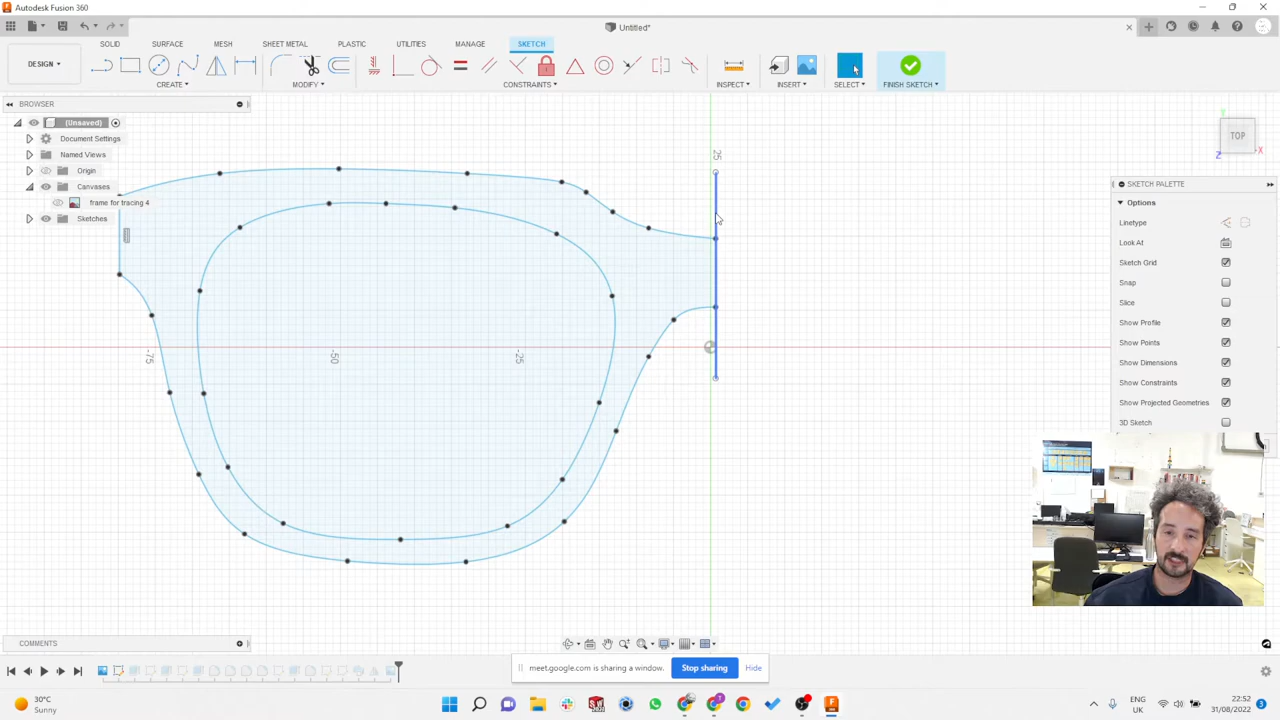 Autodesk Fusion 360
Untitled*
DESIGN
SOLID
SURFACE
MESH
SHEET METAL
PLASTIC
UTILITIES
MANAGE
SKETCH
CREATE
MODIFY
CONSTRAINTS
INSPECT
INSERT
SELECT
FINISH SKETCH
BROWSER
(Unsaved)
Document Settings
Named Views
Origin
Canvases
frame for tracing 4
Sketches
25
-75
-50
-25
Y
TOP
Z
-X
SKETCH PALETTE
Options
Linetype
Look At
Sketch Grid
Snap
Slice
Show Profile
Show Points
Show Dimensions
Show Constraints
Show Projected Geometries
3D Sketch
COMMENTS
meet.google.com is sharing a window.
Stop sharing
Hide
30°C
Sunny
ENG
UK
22:52
31/08/2022
3